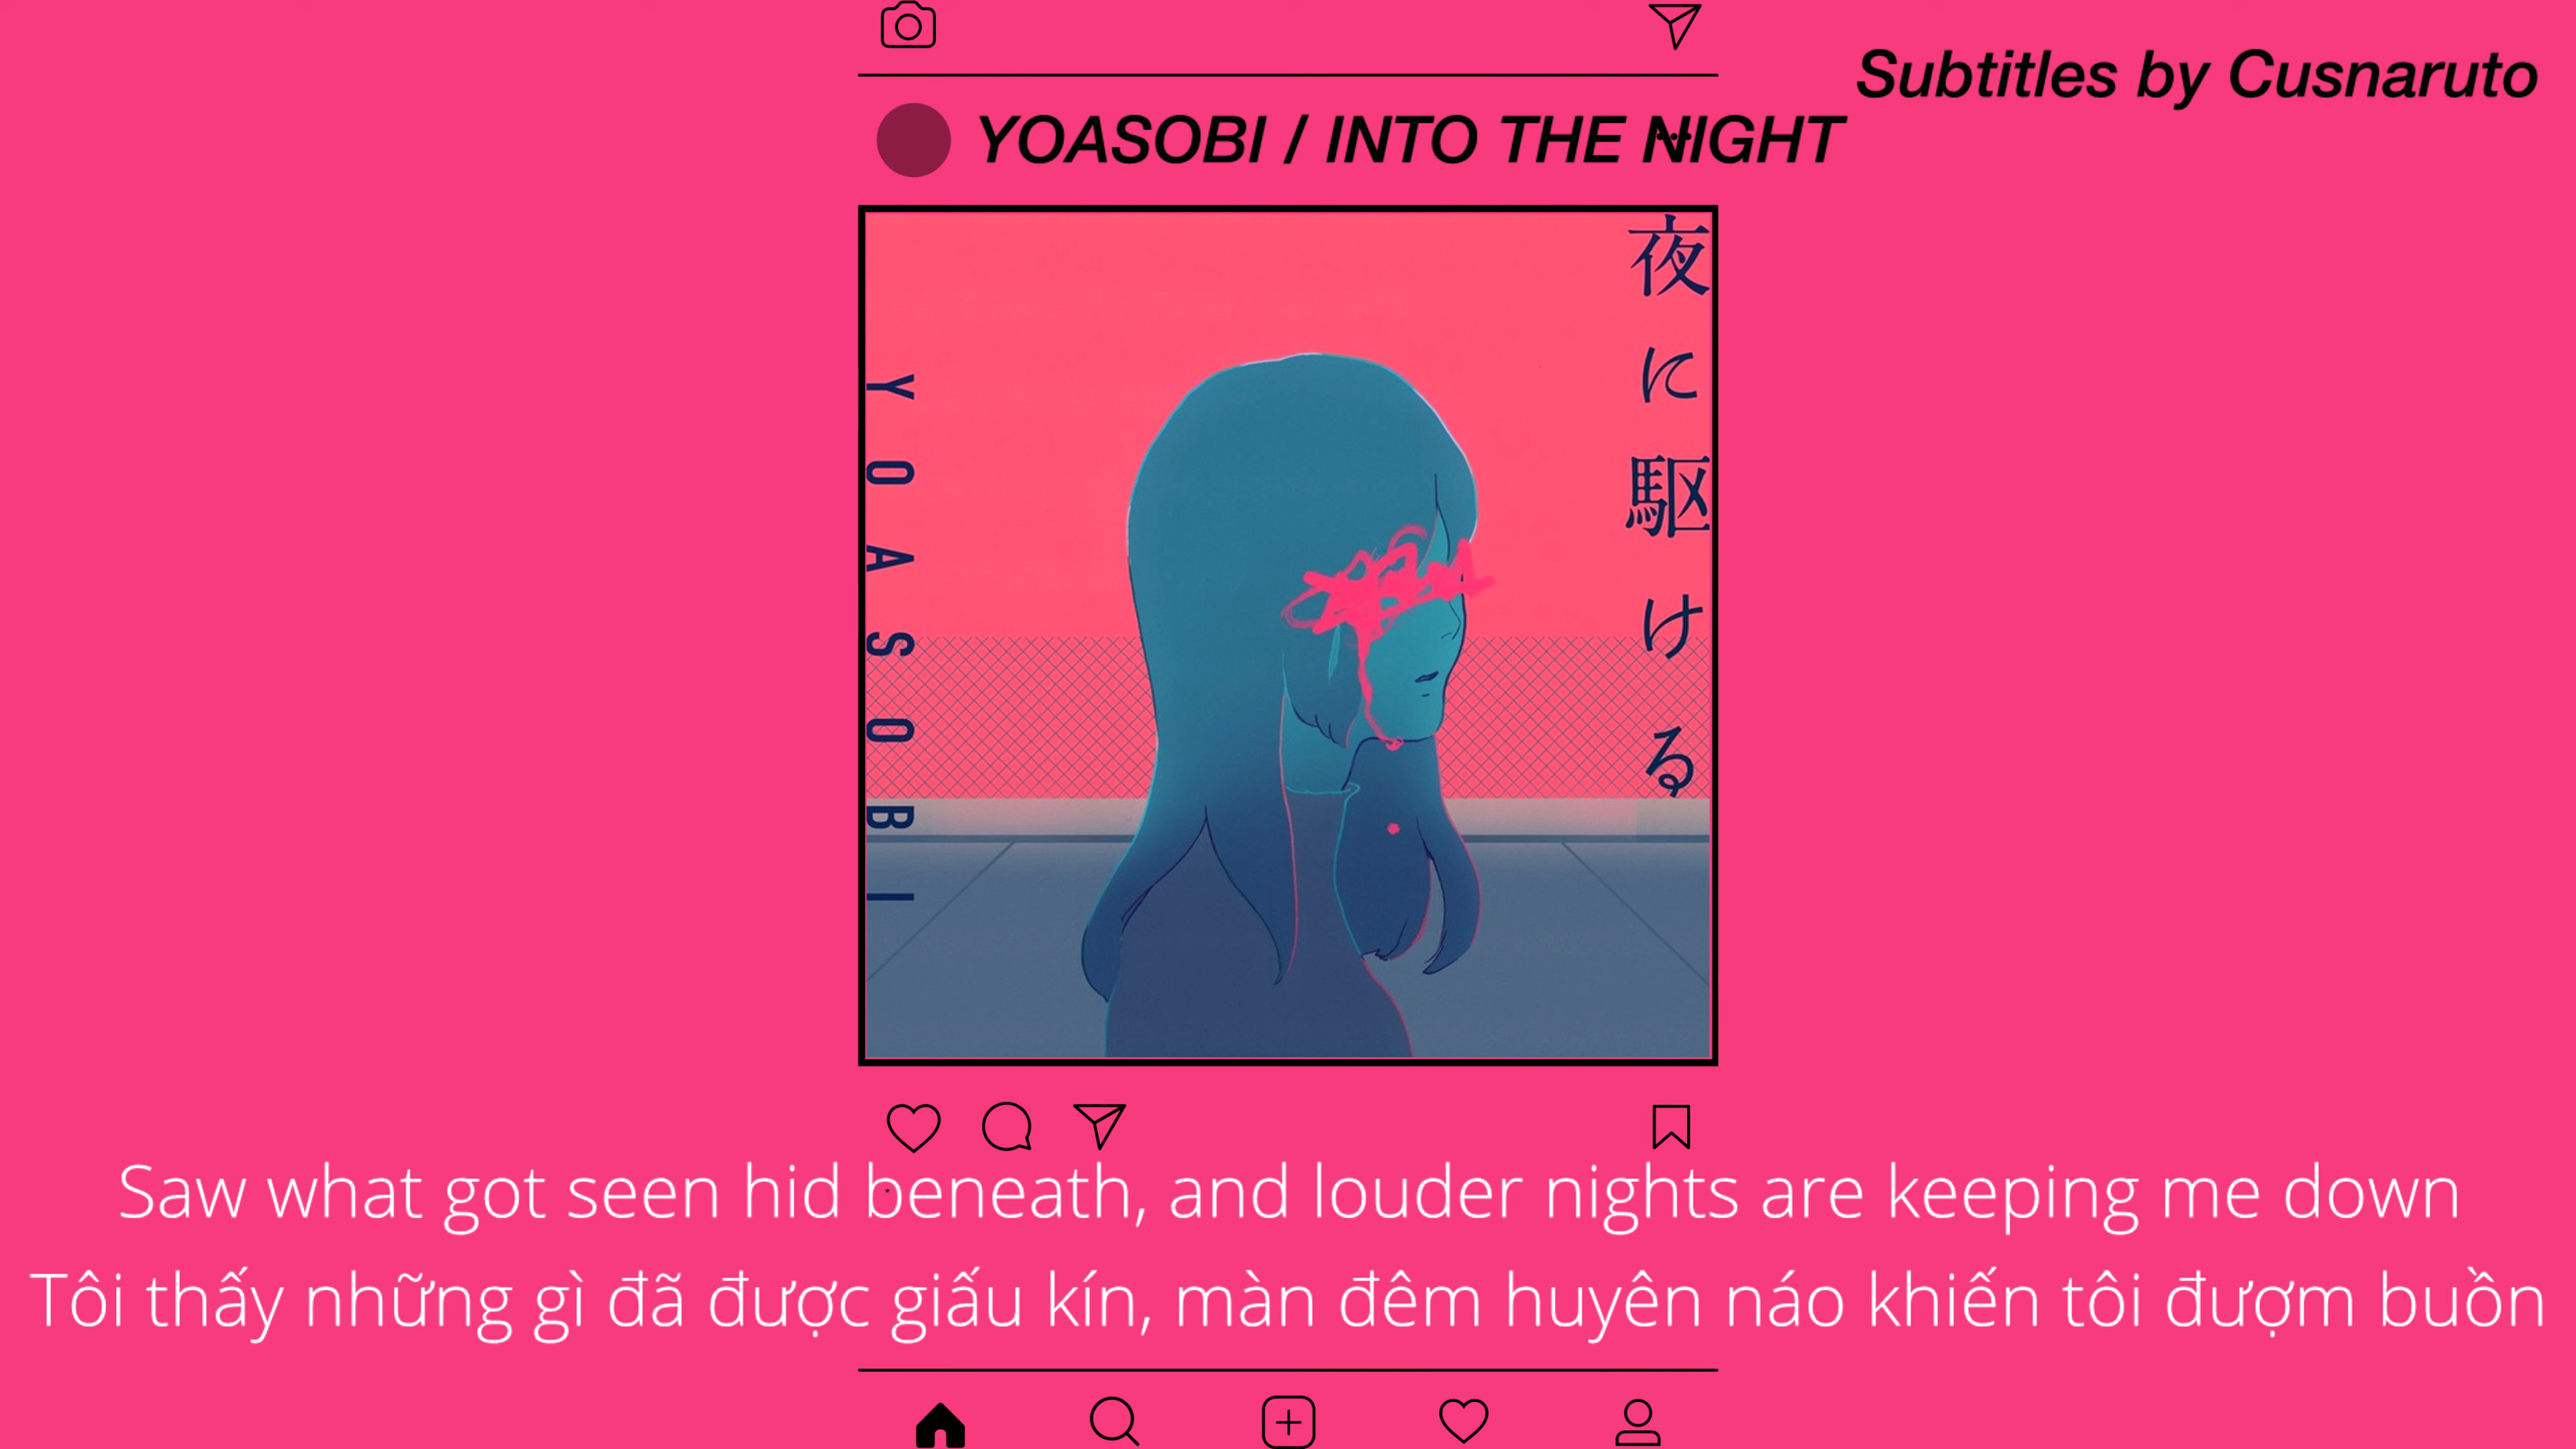 Subtitles by Cusnaruto
YOASOBI / INTO THE NIGHT
夜に駆ける
YOASOBI
Saw what got seen hid beneath, and louder nights are keeping me down
Tôi thấy những gì đã được giấu kín, màn đêm huyên náo khiến tôi đượm buồn